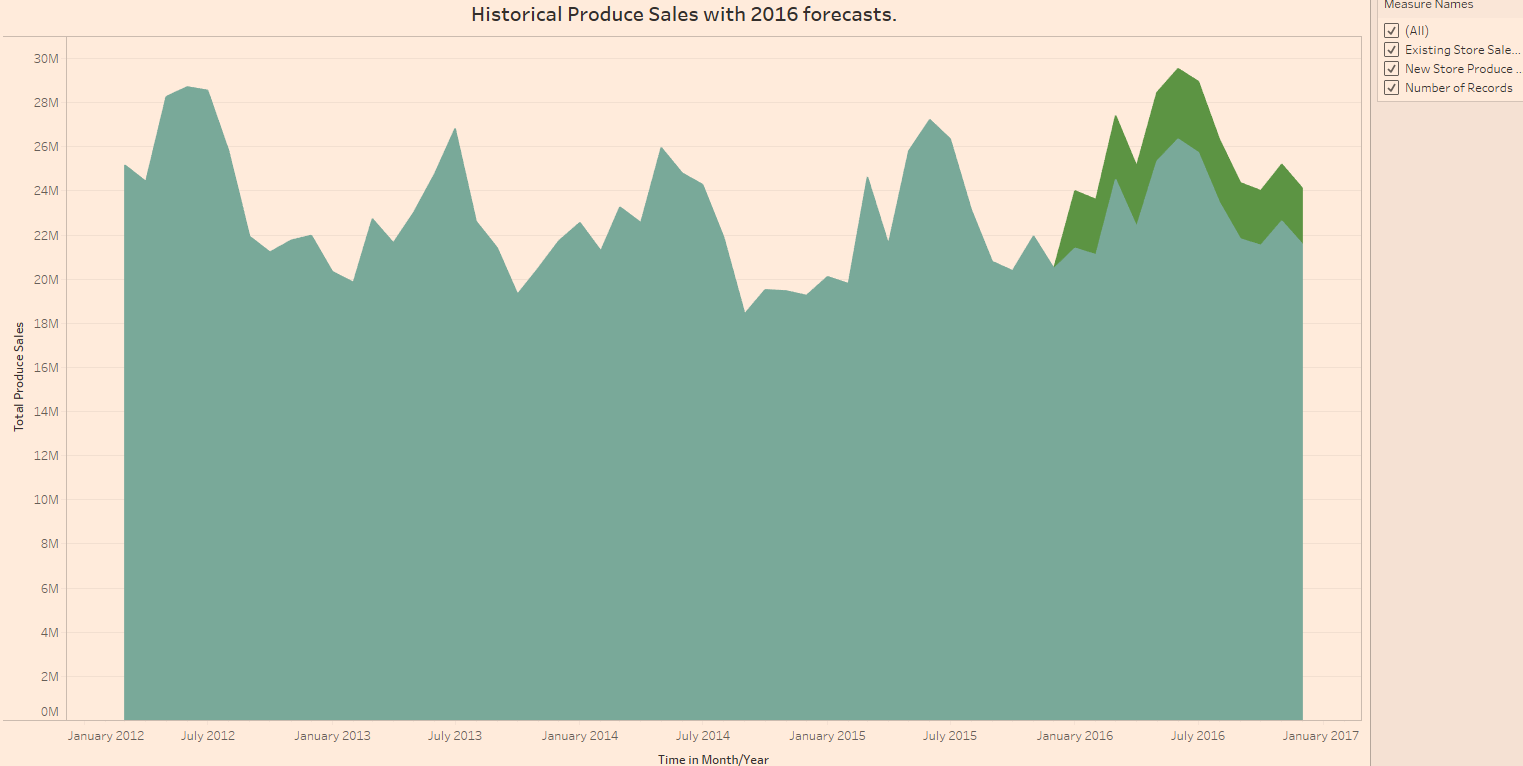 Historical Produce Sales with 2016 forecasts.
Measure Names
(All)
Existing Store Sale...
New Store Produce ..
Number of Records
30M
28M
26M
24M
22M
20M
18M
16M
14M
12M
10M
8M
6M
4M
2M
0M
Total Produce Sales
January 2012 July 2012 January 2013 July 2013 January 2014 July 2014 January 2015 July 2015 January 2016 July 2016 January 2017
Time in Month/Year